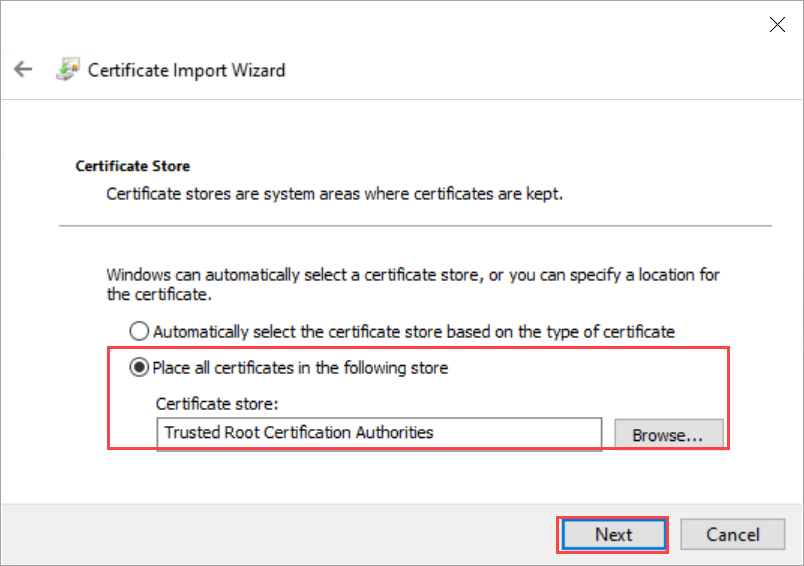 Certificate Import Wizard
Certificate Store
Certificate stores are system areas where certificates are kept.
Windows can automatically select a certificate store, or you can specify a location for
the certificate.
Automatically select the certificate store based on the type of certificate
Place all certificates in the following store
Certificate store:
Trusted Root Certification Authorities
Browse...
Next
Cancel